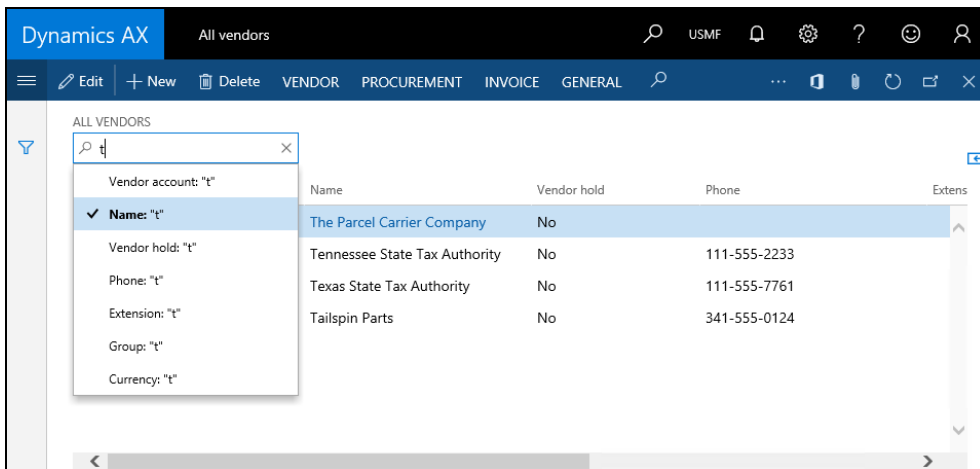 Dynamics AX All vendors USMF ?
Edit New Delete VENDOR PROCUREMENT INVOICE GENERAL ...
ALL VENDORS
t
Vendor account: "t"
Name: "t"
Vendor hold: "t"
Phone: "t"
Extension: "t"
Group: "t"
Currency: "t"
Name Vendor hold Phone Extens
The Parcel Carrier Company No
Tennessee State Tax Authority No 111-555-2233
Texas State Tax Authority No 111-555-7761
Tailspin Parts No 341-555-0124